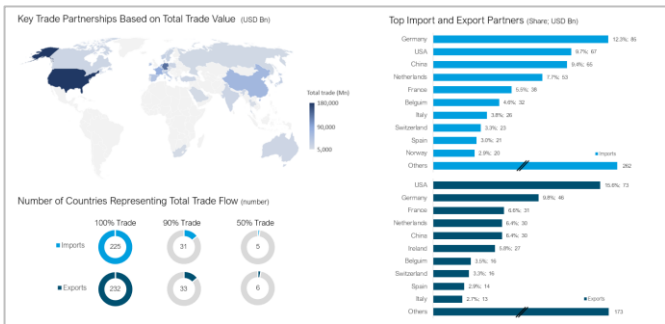 Key Trade Partnerships Based on Total Trade Value (USD Bn)
Total trade (Mn)
180,000
90,000
5,000
Number of Countries Representing Total Trade Flow (number)
100% Trade 90% Trade 50% Trade
Imports 225 31 5
Exports 232 33 6
Top Import and Export Partners (Share; USD Bn)
Germany 12.3%; 85
USA 9.7%; 67
China 9.4%; 65
Netherlands 7.7%; 53
France 5.5%; 38
Belgium 4.6%; 32
Italy 3.8%; 26
Switzerland 3.3%; 23
Spain 3.0%; 21
Norway 2.9%; 20
Imports
Others 262
USA 15.6%; 73
Germany 9.8%; 46
France 6.6%; 31
Netherlands 6.4%; 30
China 6.4%; 30
Ireland 5.8%; 27
Belgium 3.5%; 16
Switzerland 3.3%; 16
Spain 2.9%; 14
Italy 2.7%; 13
Exports
Others 173